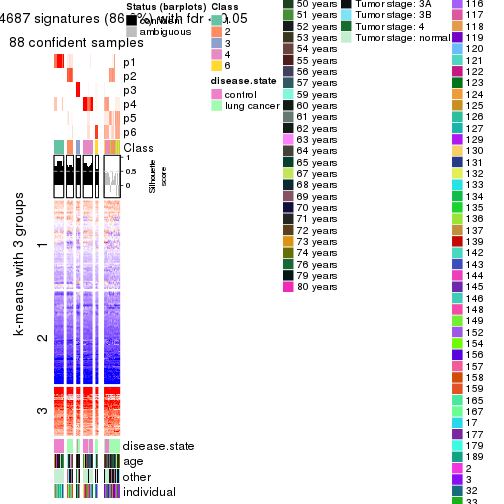 4687 signatures (86.
88 confident samples
p1
p2
p3
p4
p5
p6
Class
1
0.5
0
Silhouette
score
k-means with 3 groups
1
2
3
disease.state
age
other
individual
Status (barplots)
confident
ambiguous
Class
1
2
3
4
6
disease.state
control
lung cancer
50 years
51 years
52 years
53 years
54 years
55 years
56 years
57 years
59 years
60 years
61 years
62 years
63 years
64 years
65 years
67 years
68 years
69 years
70 years
71 years
72 years
73 years
74 years
76 years
79 years
80 years
Tumor stage: 3A
Tumor stage: 3B
Tumor stage: 4
Tumor stage: normal
116
117
118
120
121
122
123
124
125
126
127
129
130
131
132
133
134
135
136
137
139
142
143
144
145
146
148
149
152
154
156
157
158
159
165
167
17
177
179
189
2
3
32
33